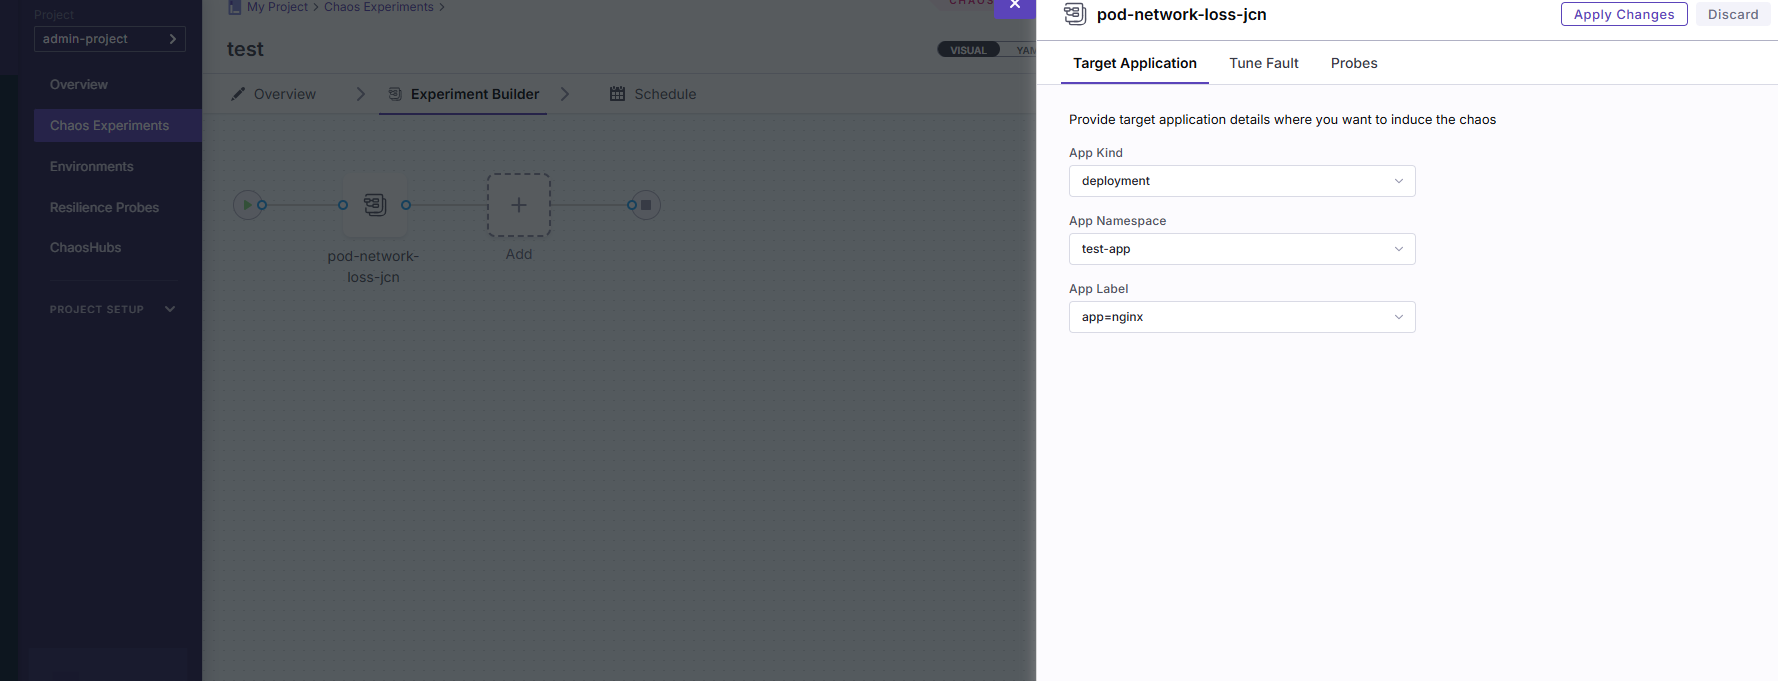 Project
admin-project
Overview
Chaos Experiments
Environments
Resilience Probes
ChaosHubs
PROJECT SETUP
My Project > Chaos Experiments >
CHAOS
test
VISUAL
Overview
Experiment Builder
Schedule
pod-network-
loss-jcn
Add
pod-network-loss-jcn
Apply Changes
Discard
Target Application
Tune Fault
Probes
Provide target application details where you want to induce the chaos
App Kind
deployment
App Namespace
test-app
App Label
app=nginx